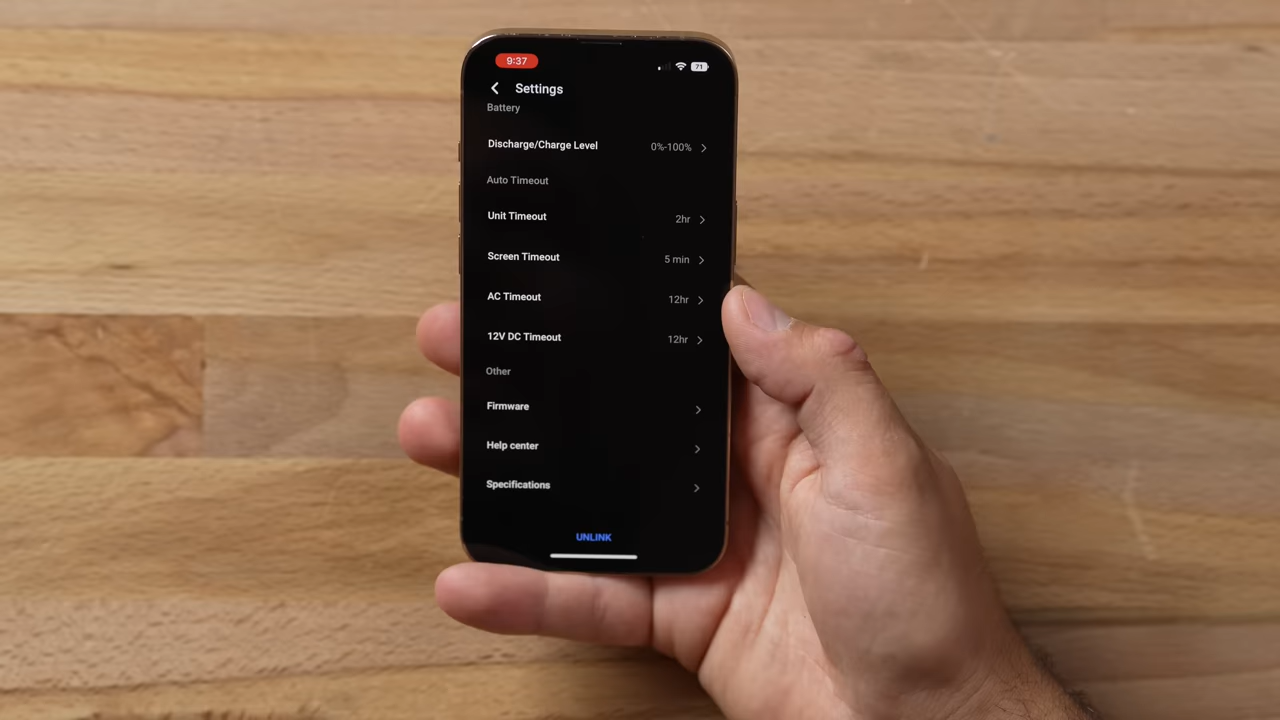 9:37
71
Settings
Battery
Discharge/Charge Level 0%-100%
Auto Timeout
Unit Timeout 2hr
Screen Timeout 5 min
AC Timeout 12hr
12V DC Timeout 12hr
Other
Firmware
Help center
Specifications
UNLINK